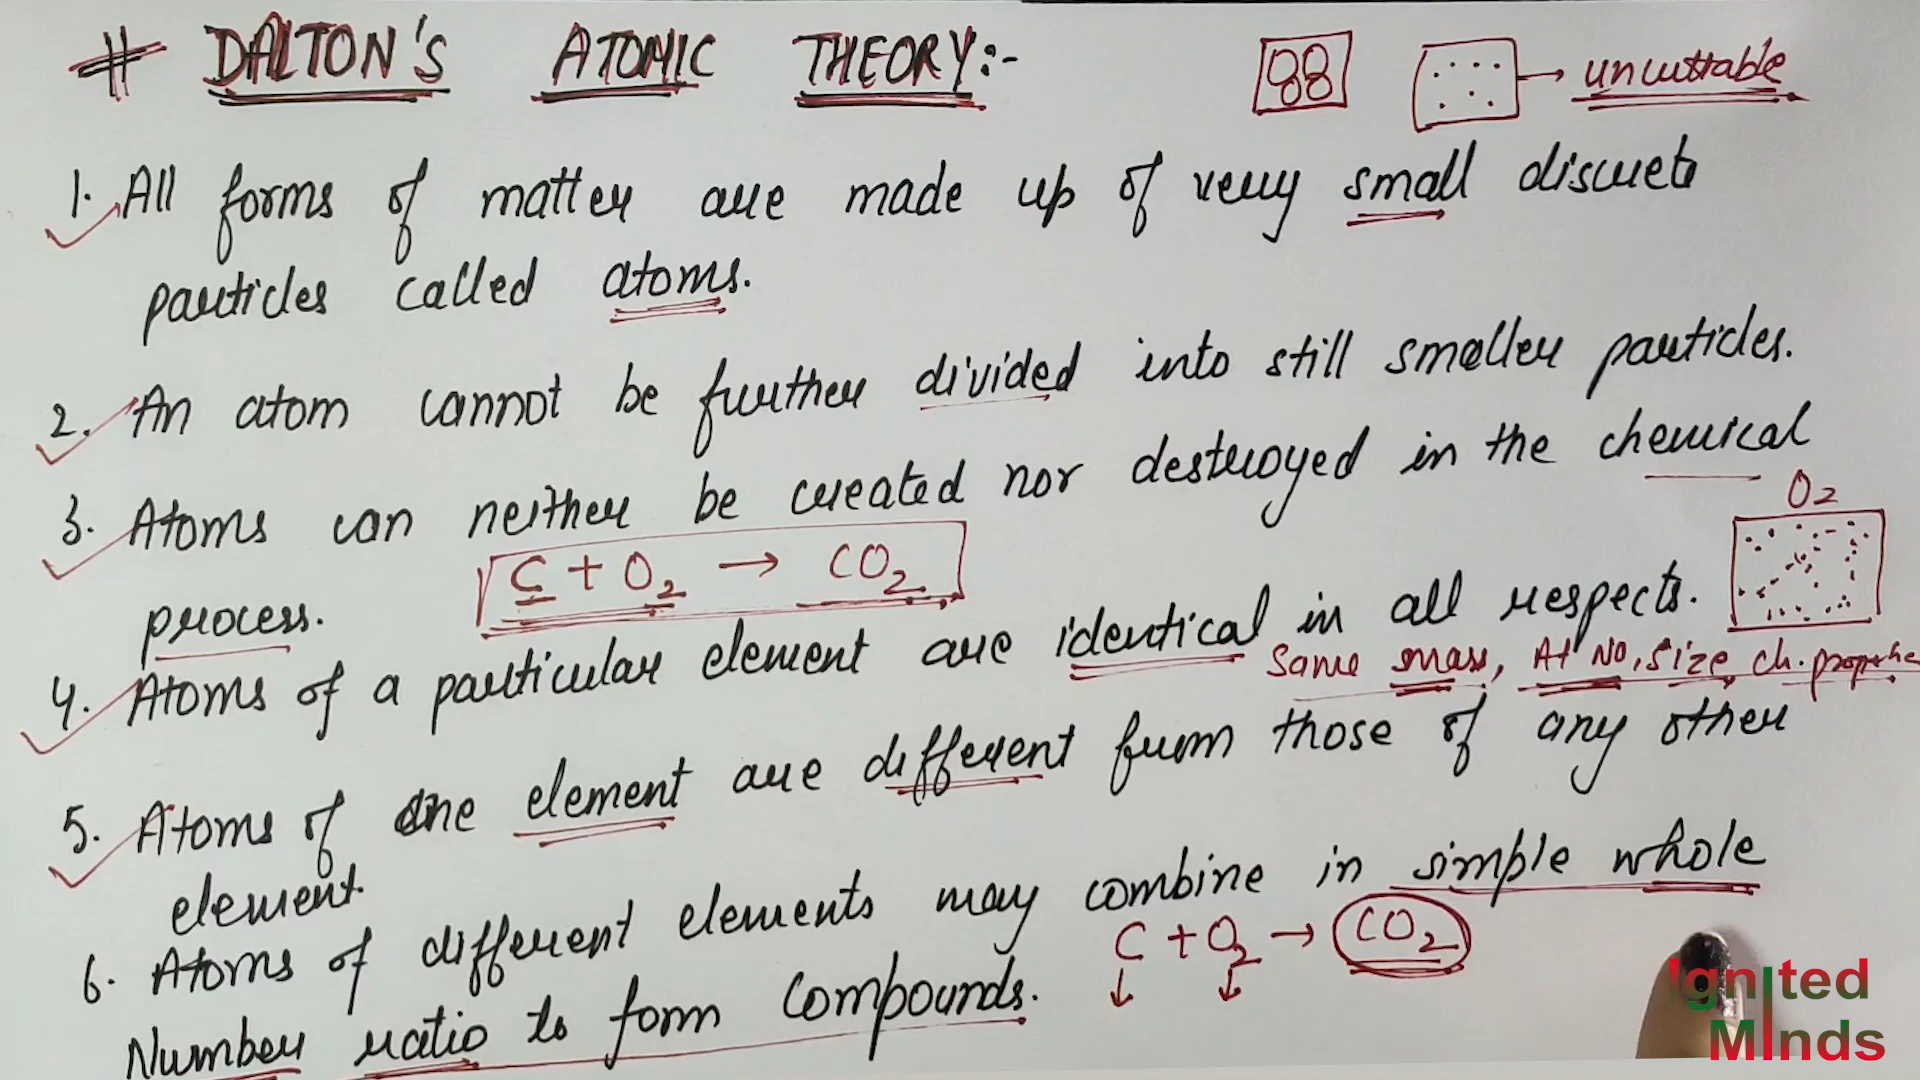 # DALTON'S ATOMIC THEORY:-
88 → uncuttable
1. All forms of matter are made up of very small discrete
particles called atoms.
2. An atom cannot be further divided into still smaller particles.
3. Atoms can neither be created nor destroyed in the chemical
process.
C + O2 → CO2
O2
4. Atoms of a particular element are identical in all respects.
Same mass, At No, Size, ch. propertie
5. Atoms of one element are different from those of any other
element.
6. Atoms of different elements may combine in simple whole
C + O2 → CO2
Number ratio to form compounds.
Ignited
Minds